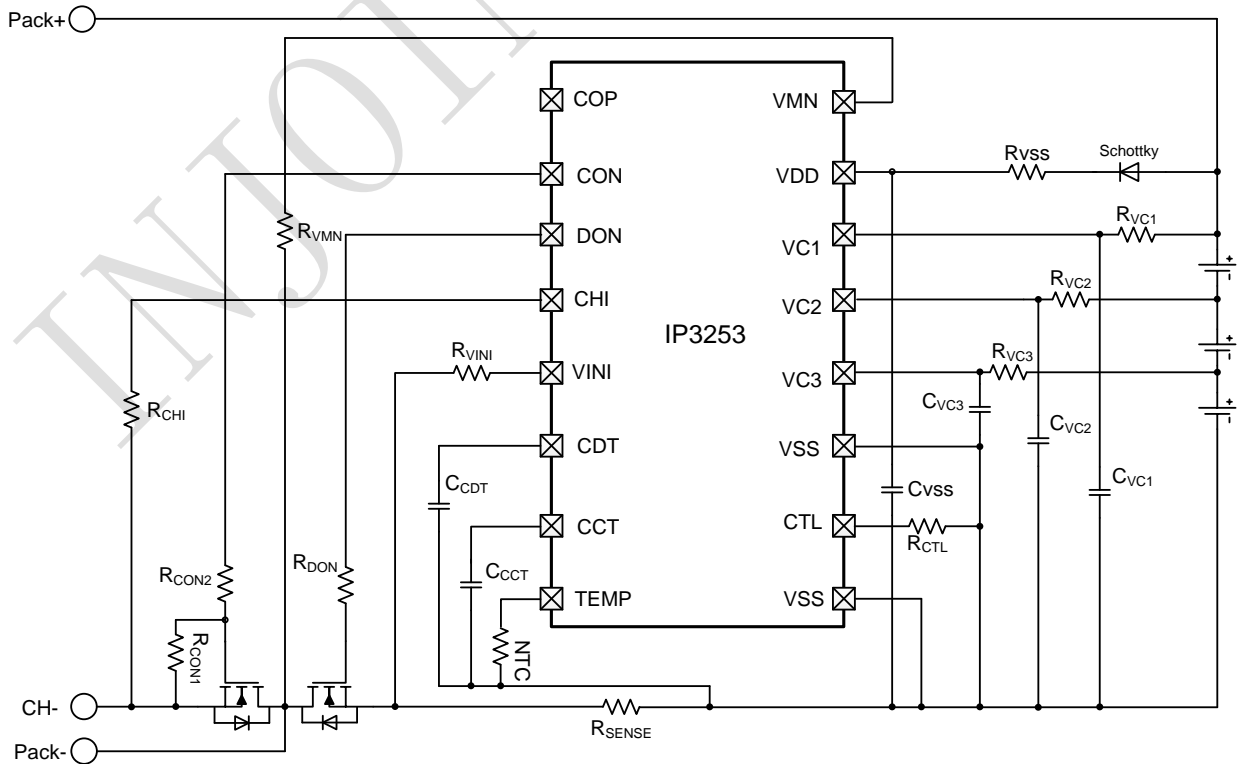 Pack+
INJOI
COP
VMN
Rvss
Schottky
CON
VDD
RVC1
RVMN
DON
VC1
RVC2
CHI
VC2
IP3253
RVINI
RVC3
VINI
VC3
RCHI
CVC3
CVC2
CDT
VSS
CCDT
Cvss
CVC1
CCT
CTL
RCTL
RCON2
RDON
CCCT
TEMP
VSS
RCON1
NTC
CH-
RSENSE
Pack-